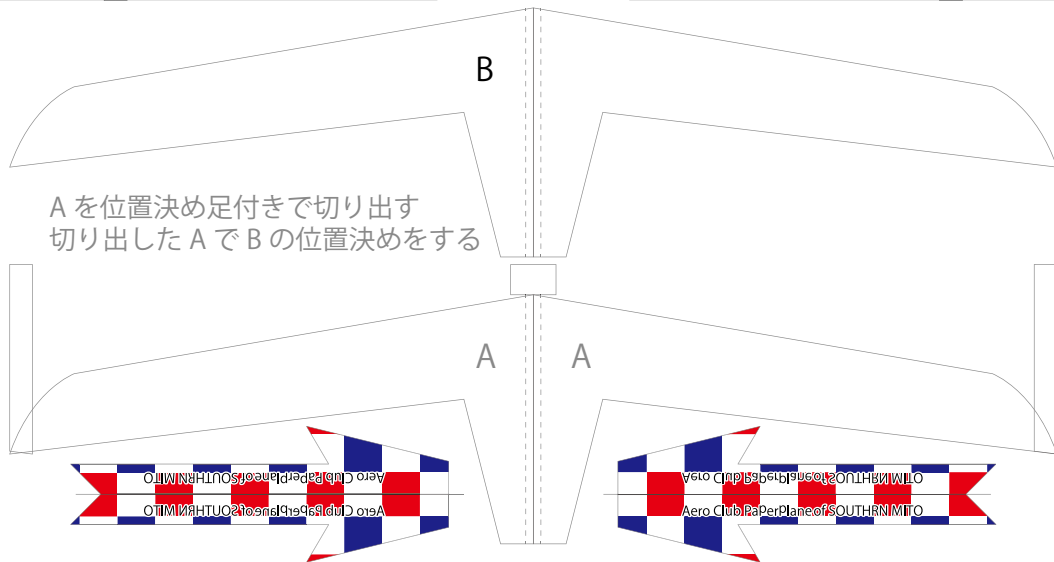 B
A を位置決め足付きで切り出す
切り出した A で B の位置決めをする
A
A
Aero Club Paperplane of SOUTHRN MITO
Aero Club Paperplane of SOUTHRN MITO
Aero Club Paperplane of SOUTHRN MITO
Aero Club Paperplane of SOUTHRN MITO